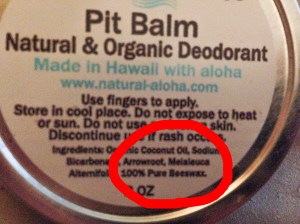 Pit Balm
Natural & Organic Deodorant
Made in Hawaii with aloha
www.natural-aloha.com
Use fingers to apply.
Store in cool place. Do not expose to heat
or sun. Do not use skin.
Discontinue use if rash occurs.
Ingredients: Organic Coconut Oil, Sodium
Bicarbonate, Arrowroot, Melaleuca
Alternifolia, 100% Pure Beeswax.
OZ